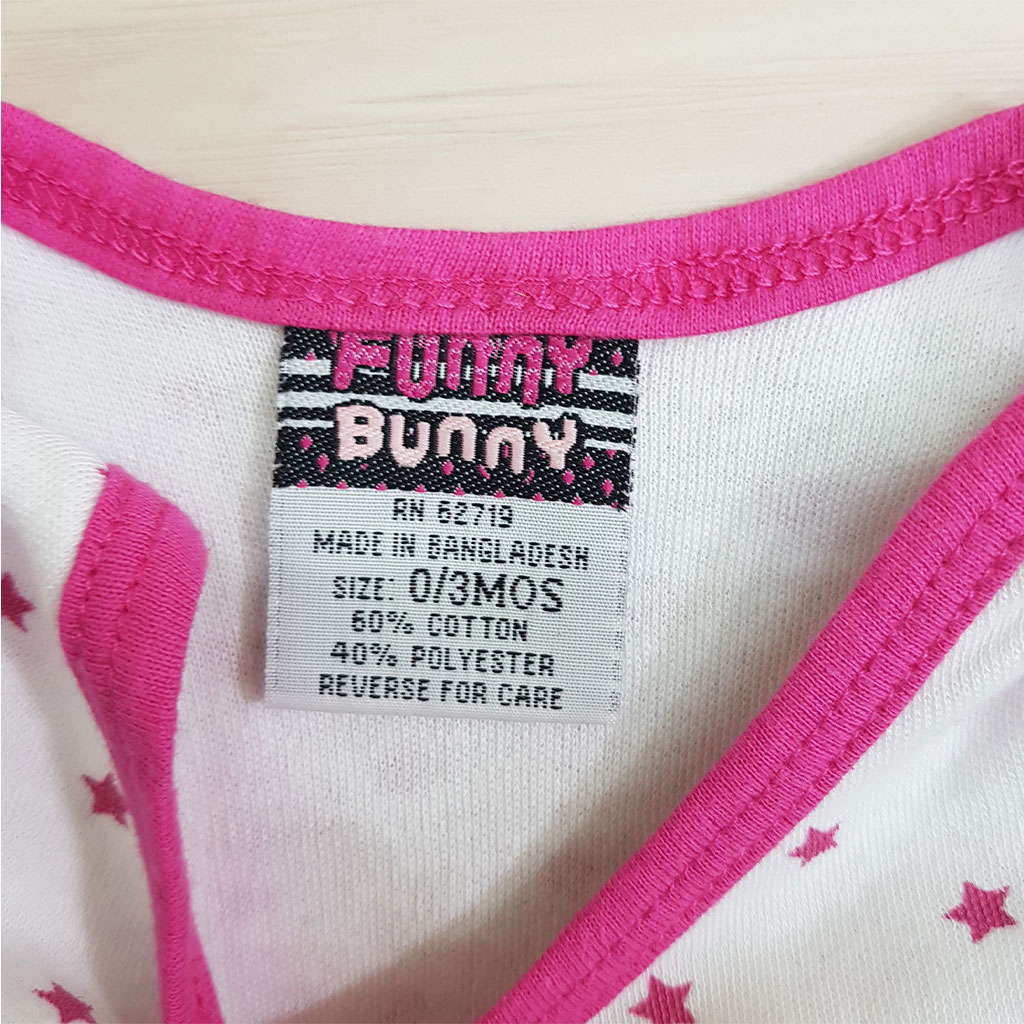 FUNNY
BUNNY
RN 62719
MADE IN BANGLADESH
SIZE: 0/3MOS
60% COTTON
40% POLYESTER
REVERSE FOR CARE